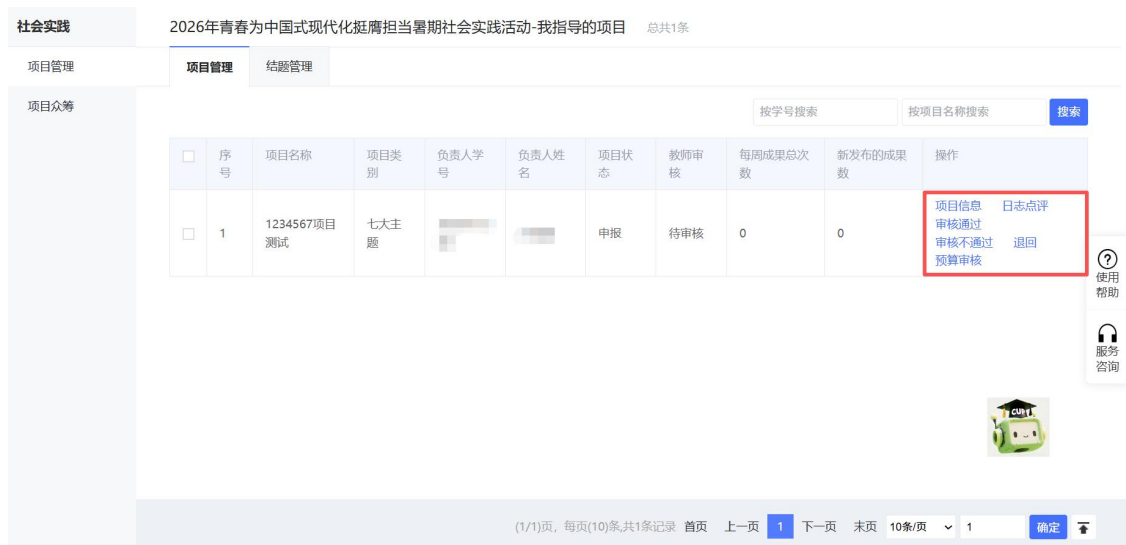 社会实践
2026年青春为中国式现代化挺膺担当暑期社会实践活动-我指导的项目 总共1条
项目管理
项目众筹
项目管理 结题管理
按学号搜索 按项目名称搜索 搜索
序号 项目名称 项目类别 负责人学号 负责人姓名 项目状态 教师审核 每周成果总次数 新发布的成果数 操作
1 1234567项目测试 七大主题 申报 待审核 0 0
项目信息 日志点评
审核通过
审核不通过 退回
预算审核
使用
帮助
服务
咨询
(1/1)页，每页(10)条,共1条记录 首页 上一页 1 下一页 末页 10条/页 1 确定